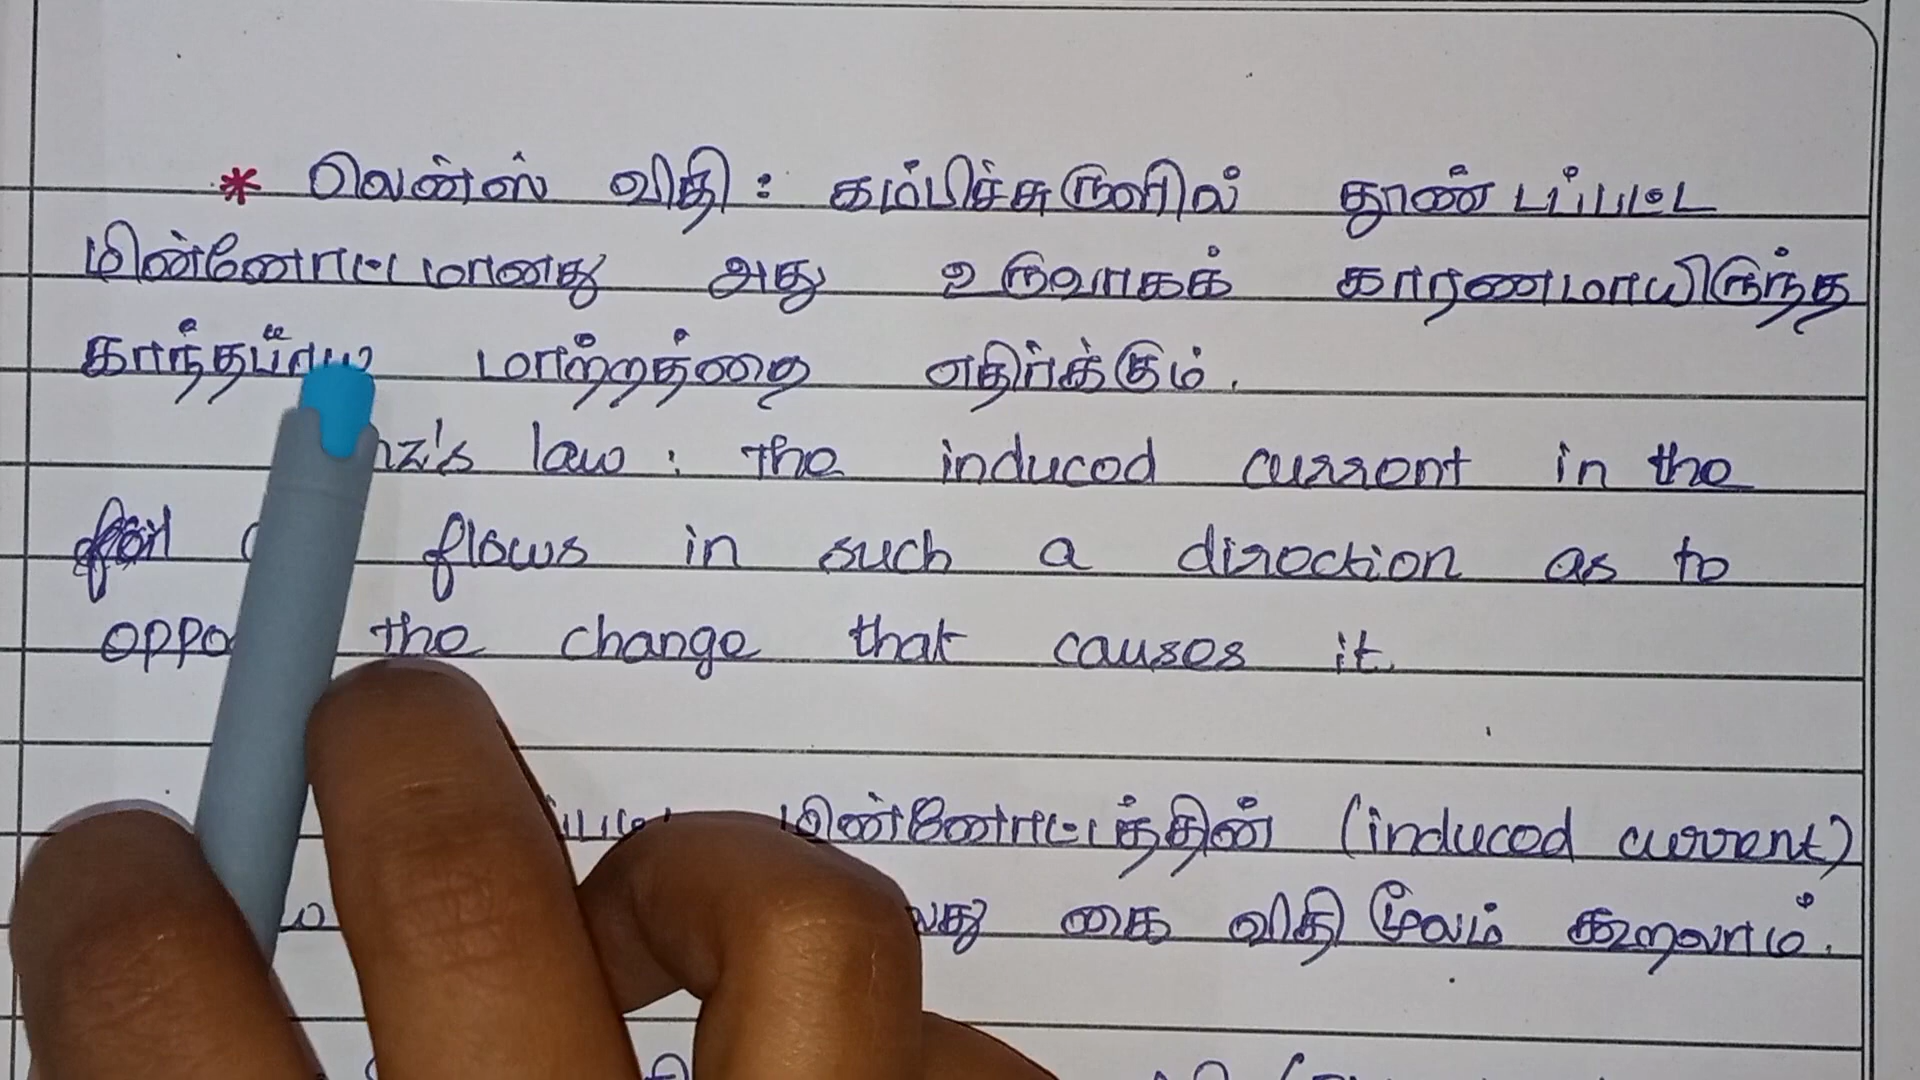 * லென்ஸ் விதி : கம்பிச்சுருளில் தூண்டப்பட்ட
மின்னோட்டமானது அது உருவாகக் காரணமாயிருந்த
காந்தப்பாய மாற்றத்தை எதிர்க்கும்.
law : The induced current in the
flows in such a direction as to
the change that causes it.
மின்னோட்டத்தின் (induced current)
கை விதி மூலம் கூறலாம்.